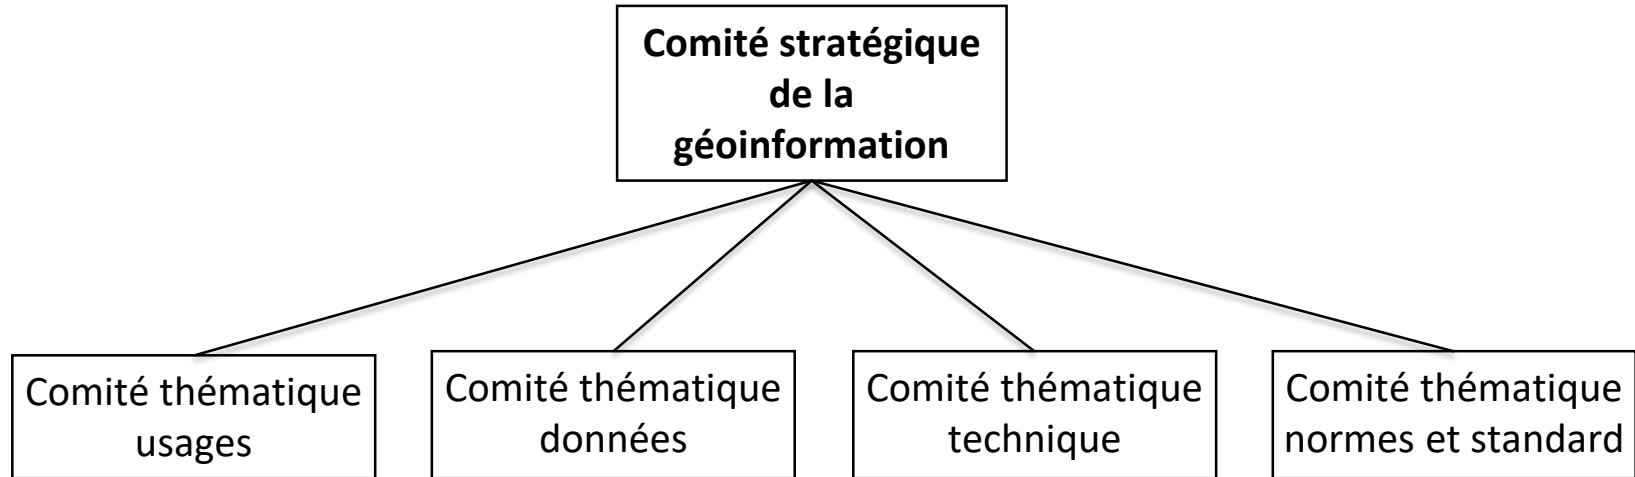 Comité stratégique
de la
géoinformation
Comité thématique
usages
Comité thématique
données
Comité thématique
technique
Comité thématique
normes et standard